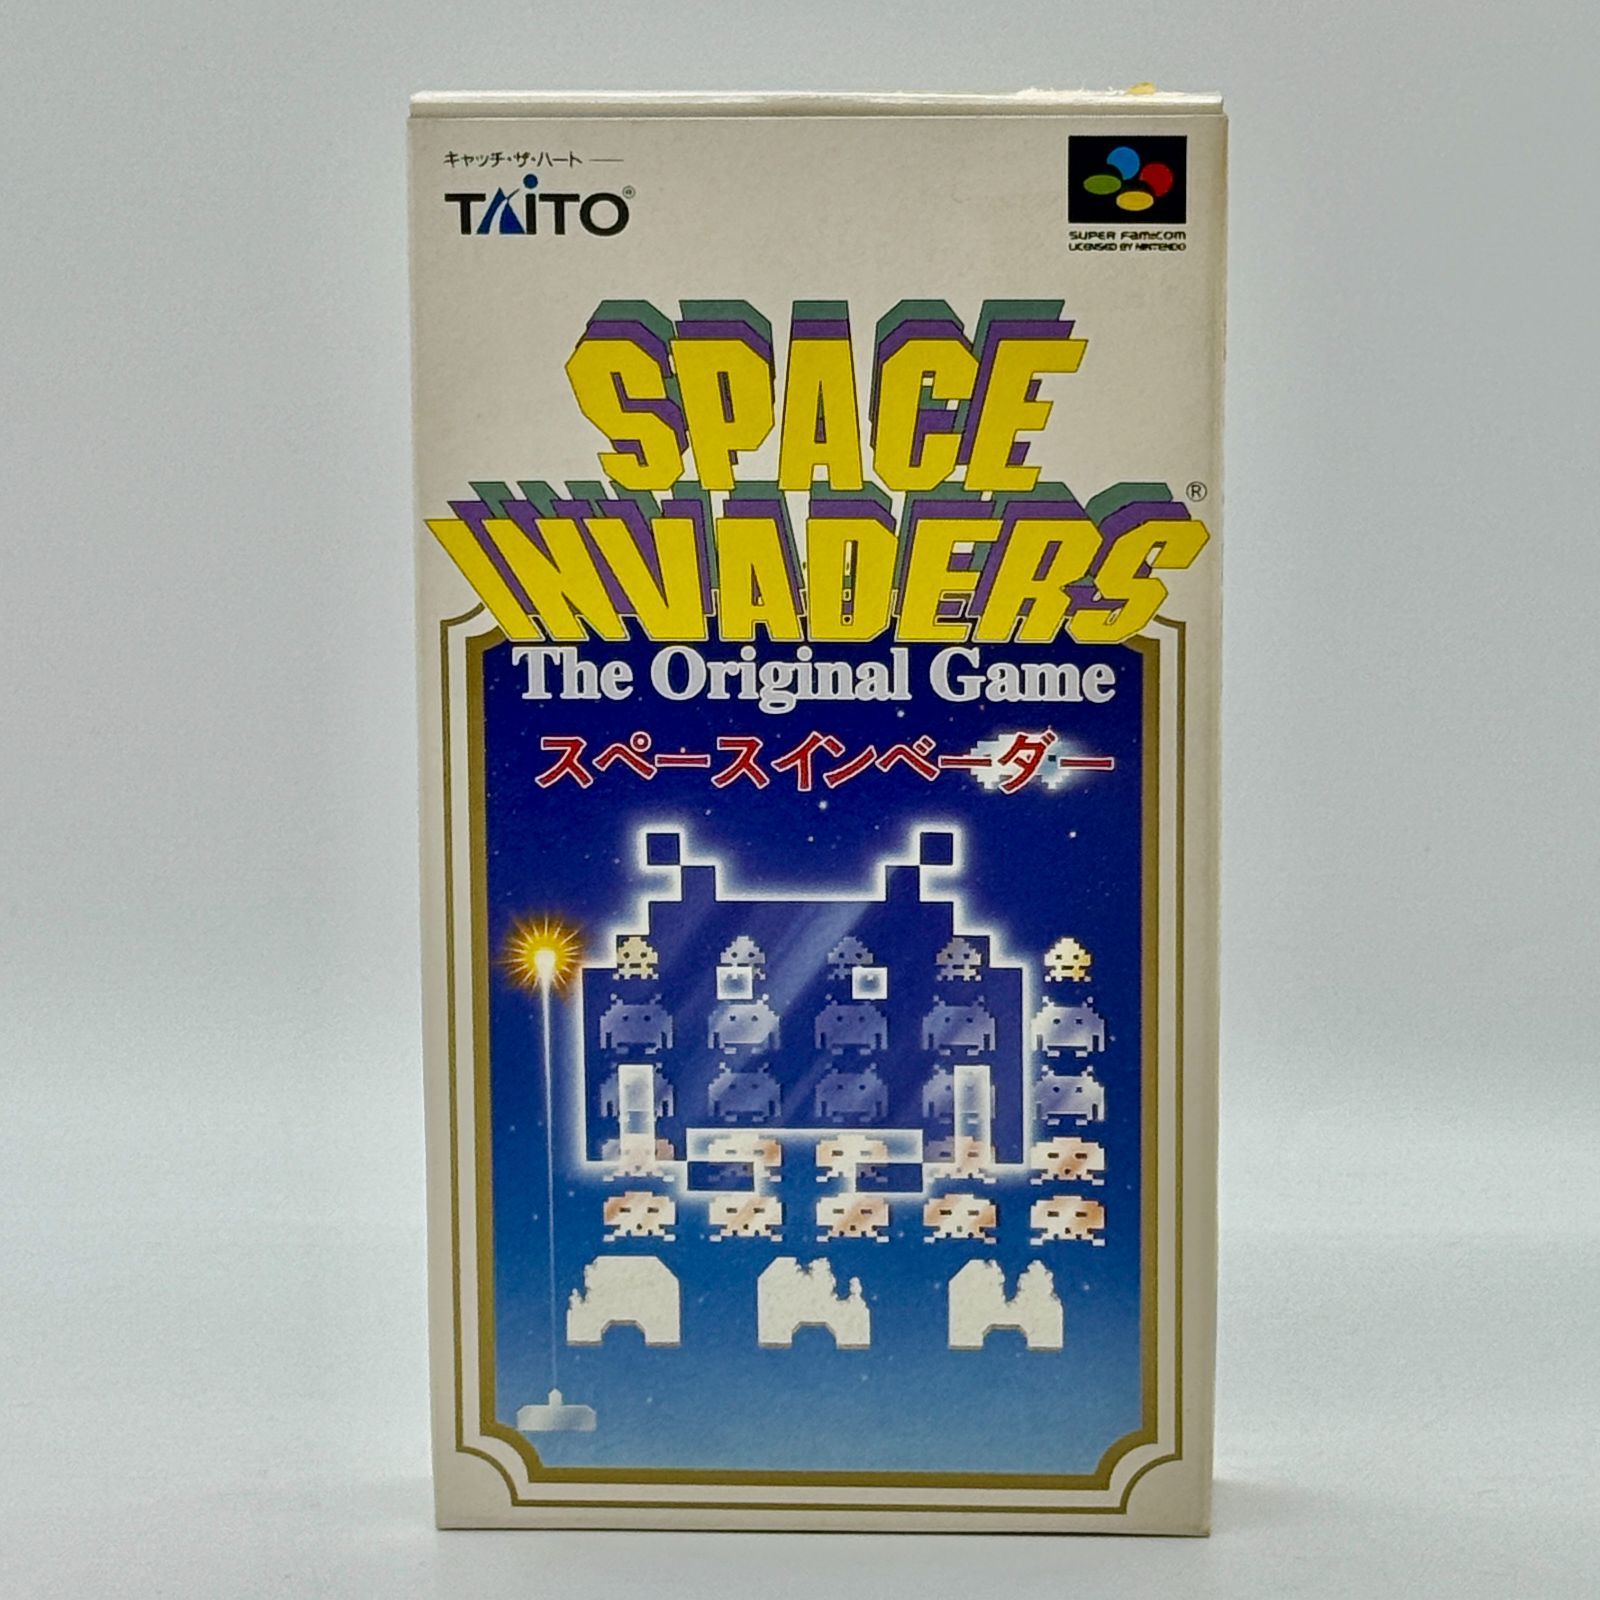 キャッチ・ザ・ハート
TAITO®
SUPER FAMICOM
LICENSED BY NINTENDO
SPACE
INVADERS®
The Original Game
スペースインベーダー